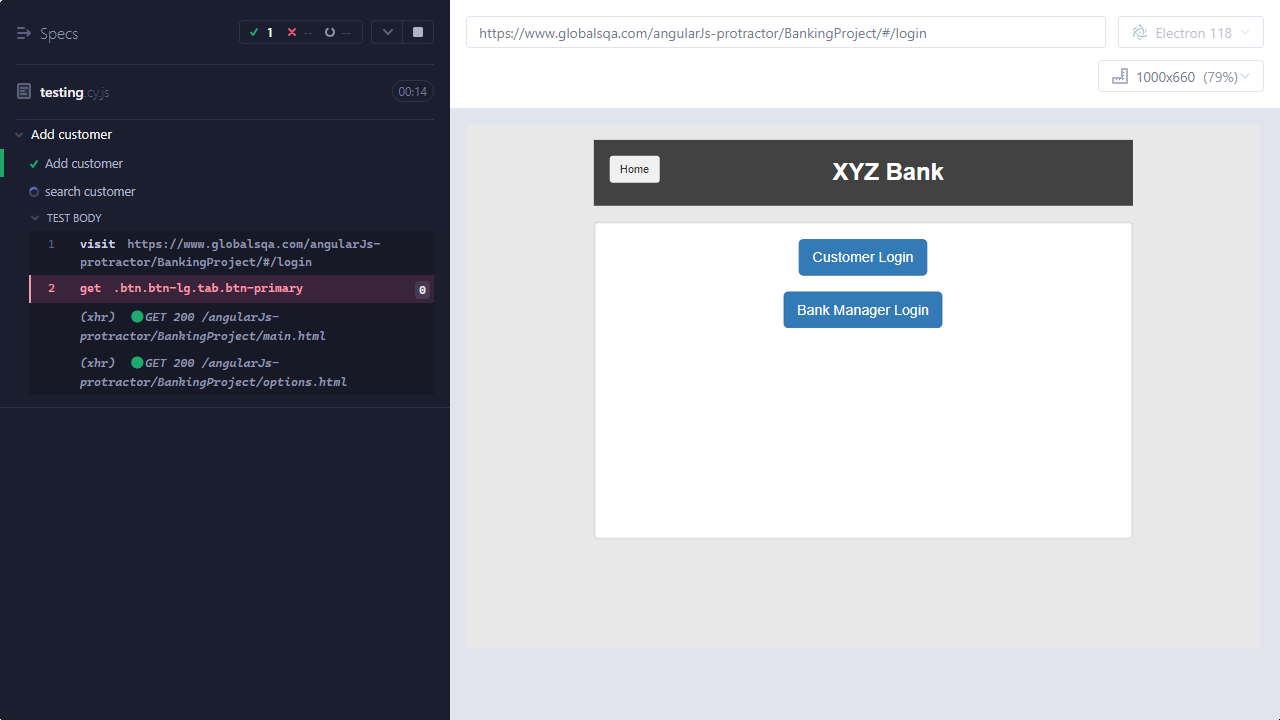 Specs
1 -- --
testing.cy.js 00:14
Add customer
Add customer
search customer
TEST BODY
1 visit https://www.globalsqa.com/angularJs-
protractor/BankingProject/#/login
2 get .btn.btn-lg.tab.btn-primary 0
(xhr) GET 200 /angularJs-
protractor/BankingProject/main.html
(xhr) GET 200 /angularJs-
protractor/BankingProject/options.html
https://www.globalsqa.com/angularJs-protractor/BankingProject/#/login
Electron 118
1000x660 (79%)
Home
XYZ Bank
Customer Login
Bank Manager Login